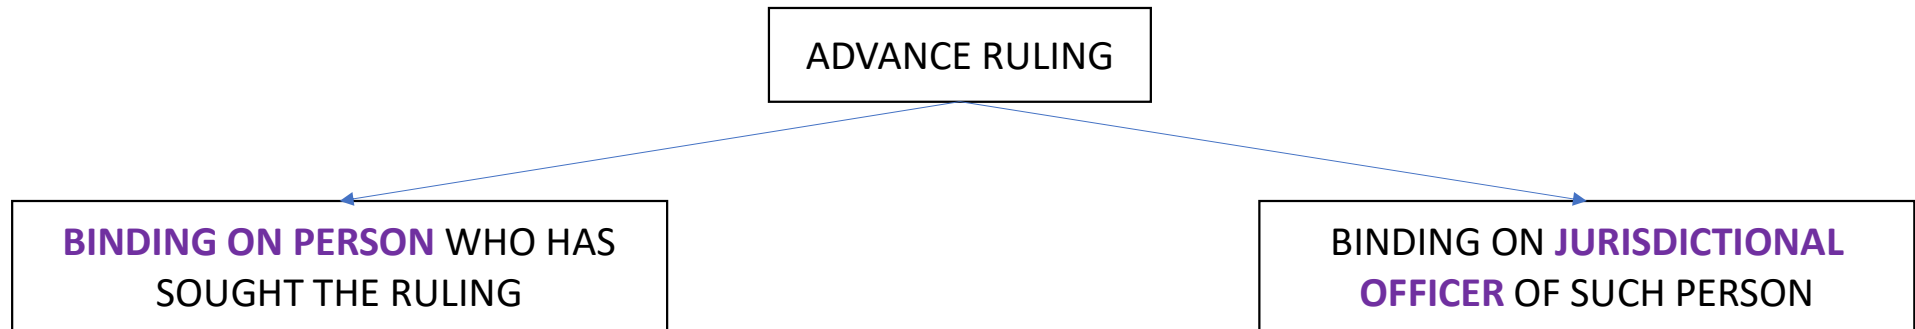 ADVANCE RULING
BINDING ON PERSON WHO HAS
SOUGHT THE RULING
BINDING ON JURISDICTIONAL
OFFICER OF SUCH PERSON